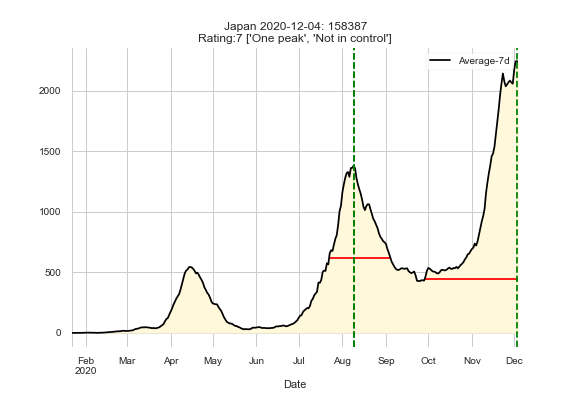 Japan 2020-12-04: 158387
Rating:7 ['One peak', 'Not in control']
Average-7d
2000
1500
1000
500
0
Feb Mar Apr May Jun Jul Aug Sep Oct Nov Dec
2020
Date